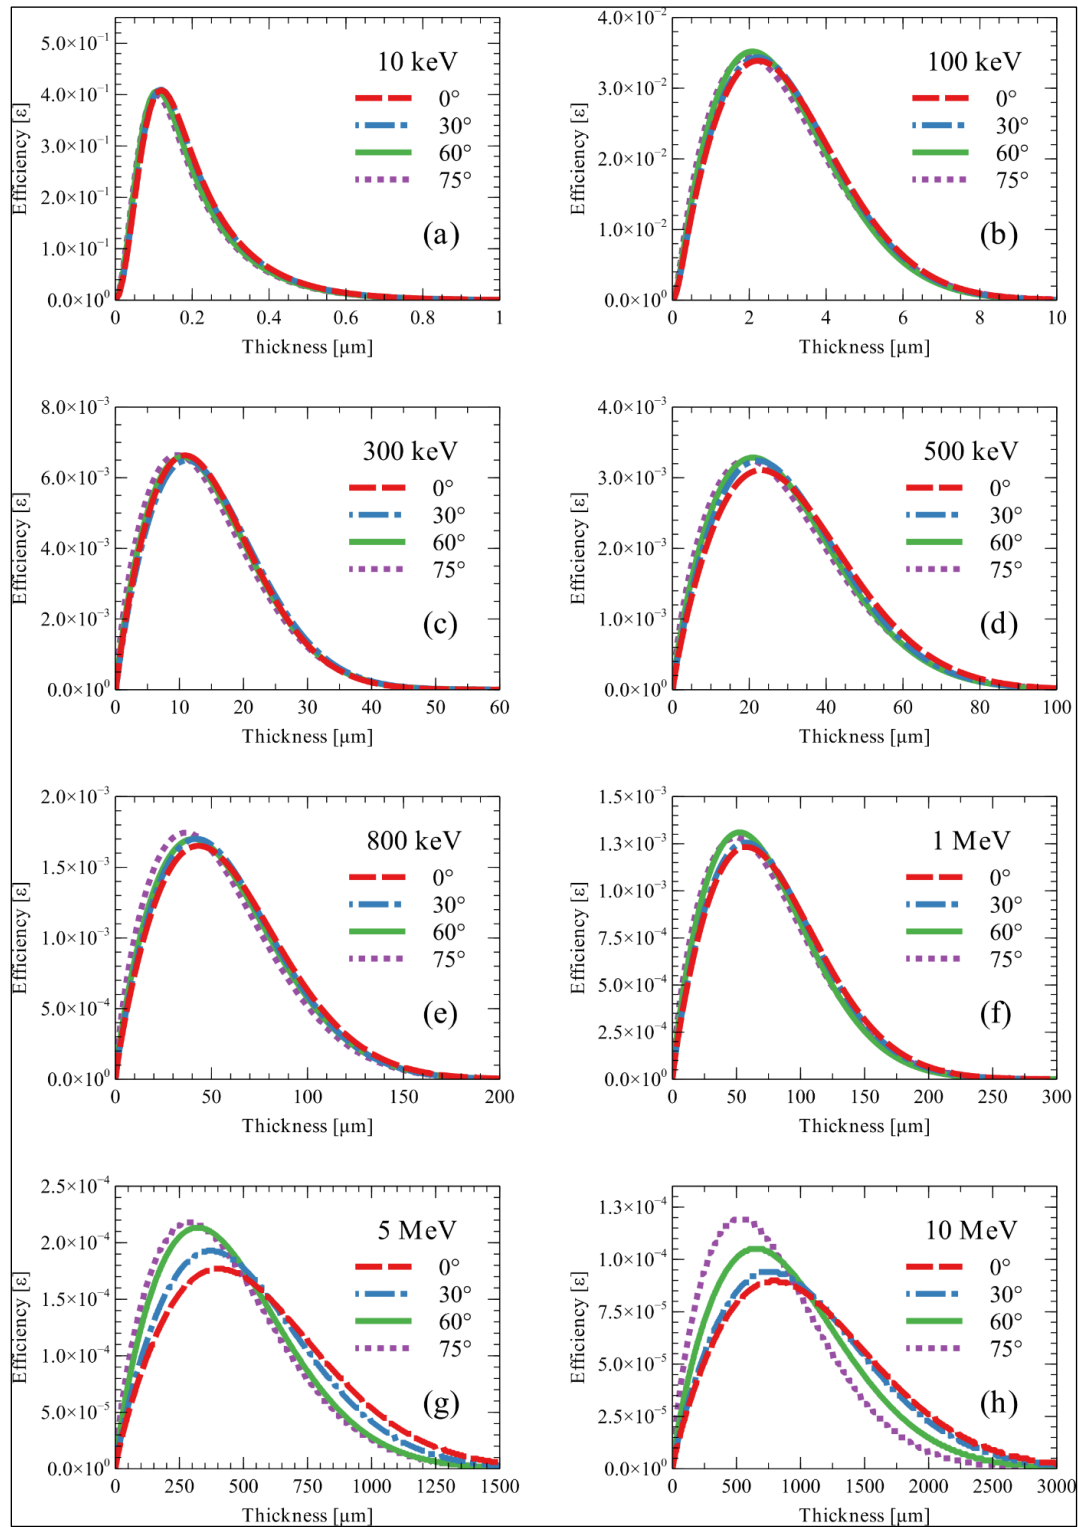 10 keV
0°
30°
60°
75°
(a)
Efficiency [ε]
5.0×10⁻¹
4.0×10⁻¹
3.0×10⁻¹
2.0×10⁻¹
1.0×10⁻¹
0.0×10⁰
0 0.2 0.4 0.6 0.8 1
Thickness [μm]
100 keV
0°
30°
60°
75°
(b)
Efficiency [ε]
4.0×10⁻²
3.0×10⁻²
2.0×10⁻²
1.0×10⁻²
0.0×10⁰
0 2 4 6 8 10
Thickness [μm]
300 keV
0°
30°
60°
75°
(c)
Efficiency [ε]
8.0×10⁻³
6.0×10⁻³
4.0×10⁻³
2.0×10⁻³
0.0×10⁰
0 10 20 30 40 50 60
Thickness [μm]
500 keV
0°
30°
60°
75°
(d)
Efficiency [ε]
4.0×10⁻³
3.0×10⁻³
2.0×10⁻³
1.0×10⁻³
0.0×10⁰
0 20 40 60 80 100
Thickness [μm]
800 keV
0°
30°
60°
75°
(e)
Efficiency [ε]
2.0×10⁻³
1.5×10⁻³
1.0×10⁻³
5.0×10⁻⁴
0.0×10⁰
0 50 100 150 200
Thickness [μm]
1 MeV
0°
30°
60°
75°
(f)
Efficiency [ε]
1.5×10⁻³
1.3×10⁻³
1.0×10⁻³
7.5×10⁻⁴
5.0×10⁻⁴
2.5×10⁻⁴
0.0×10⁰
0 50 100 150 200 250 300
Thickness [μm]
5 MeV
0°
30°
60°
75°
(g)
Efficiency [ε]
2.5×10⁻⁴
2.0×10⁻⁴
1.5×10⁻⁴
1.0×10⁻⁴
5.0×10⁻⁵
0.0×10⁰
0 250 500 750 1000 1250 1500
Thickness [μm]
10 MeV
0°
30°
60°
75°
(h)
Efficiency [ε]
1.3×10⁻⁴
1.0×10⁻⁴
7.5×10⁻⁵
5.0×10⁻⁵
2.5×10⁻⁵
0.0×10⁰
0 500 1000 1500 2000 2500 3000
Thickness [μm]